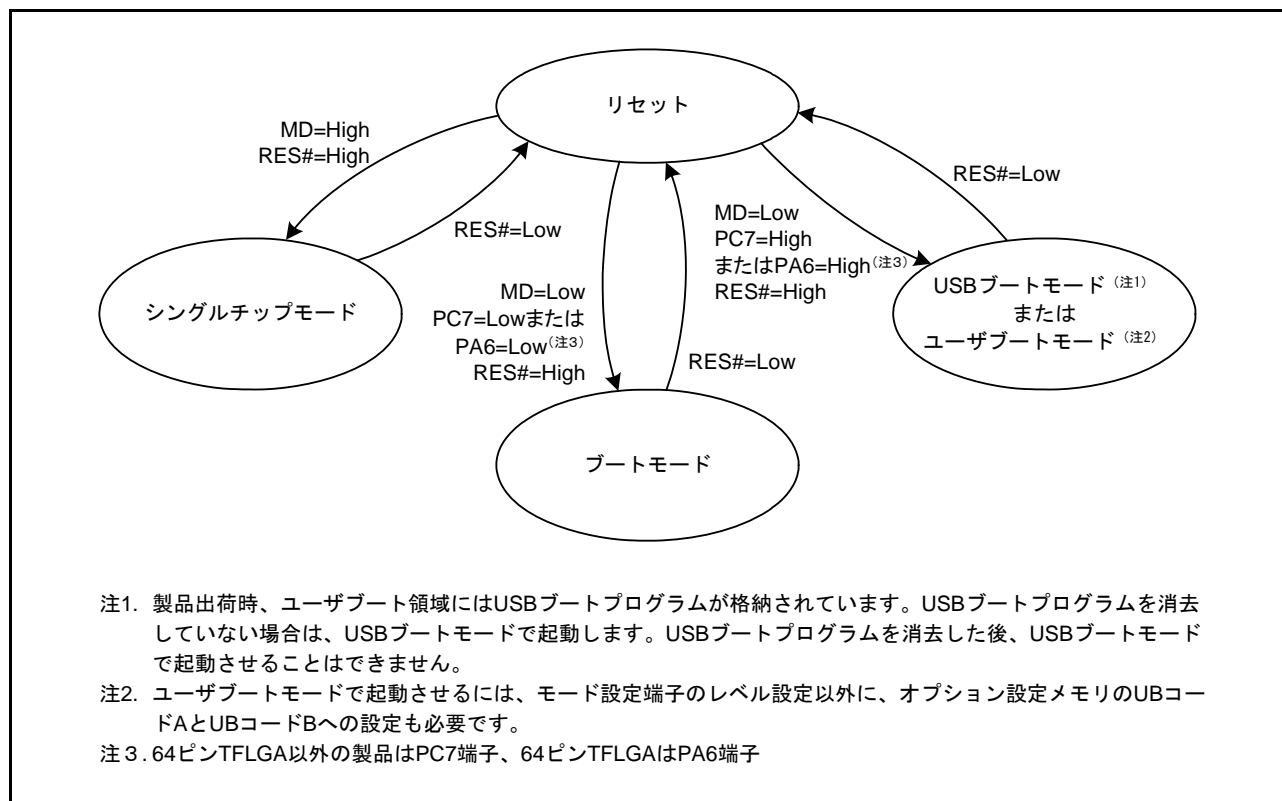 リセット
MD=High
RES#=High
RES#=Low
RES#=Low
MD=Low
PC7=High
またはPA6=High(注3)
RES#=High
シングルチップモード
MD=Low
PC7=Lowまたは
PA6=Low(注3)
RES#=High
RES#=Low
USBブートモード(注1)
または
ユーザブートモード(注2)
ブートモード
注1. 製品出荷時、ユーザブート領域にはUSBブートプログラムが格納されています。USBブートプログラムを消去
していない場合は、USBブートモードで起動します。USBブートプログラムを消去した後、USBブートモード
で起動させることはできません。
注2. ユーザブートモードで起動させるには、モード設定端子のレベル設定以外に、オプション設定メモリのUBコー
ドAとUBコードBへの設定も必要です。
注３. 64ピンTFLGA以外の製品はPC7端子、64ピンTFLGAはPA6端子